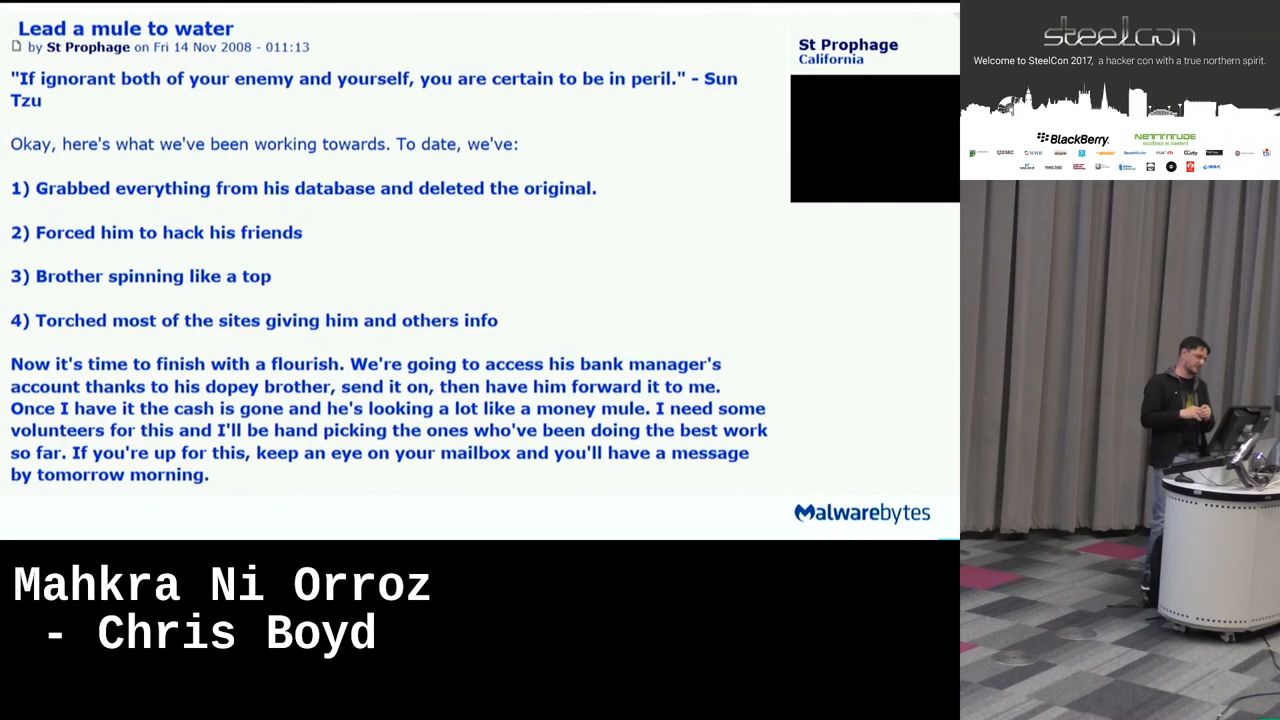 Lead a mule to water
by St Prophage on Fri 14 Nov 2008 - 011:13
"If ignorant both of your enemy and yourself, you are certain to be in peril." - Sun
Tzu
Okay, here's what we've been working towards. To date, we've:
1) Grabbed everything from his database and deleted the original.
2) Forced him to hack his friends
3) Brother spinning like a top
4) Torched most of the sites giving him and others info
Now it's time to finish with a flourish. We're going to access his bank manager's
account thanks to his dopey brother, send it on, then have him forward it to me.
Once I have it the cash is gone and he's looking a lot like a money mule. I need some
volunteers for this and I'll be hand picking the ones who've been doing the best work
so far. If you're up for this, keep an eye on your mailbox and you'll have a message
by tomorrow morning.
St Prophage
California
Malwarebytes
steelcon
Welcome to SteelCon 2017, a hacker con with a true northern spirit.
BlackBerry
NETTITUDE
Mahkra Ni Orroz
- Chris Boyd